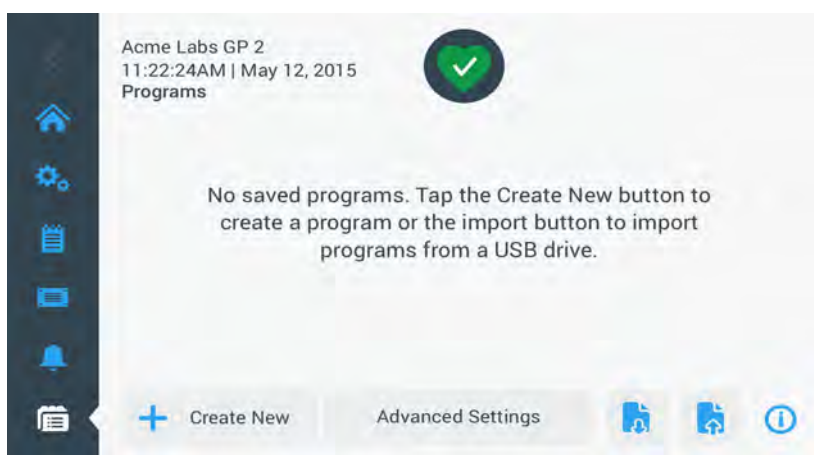 Acme Labs GP 2
11:22:24AM | May 12, 2015
Programs
No saved programs. Tap the Create New button to
create a program or the import button to import
programs from a USB drive.
Create New
Advanced Settings